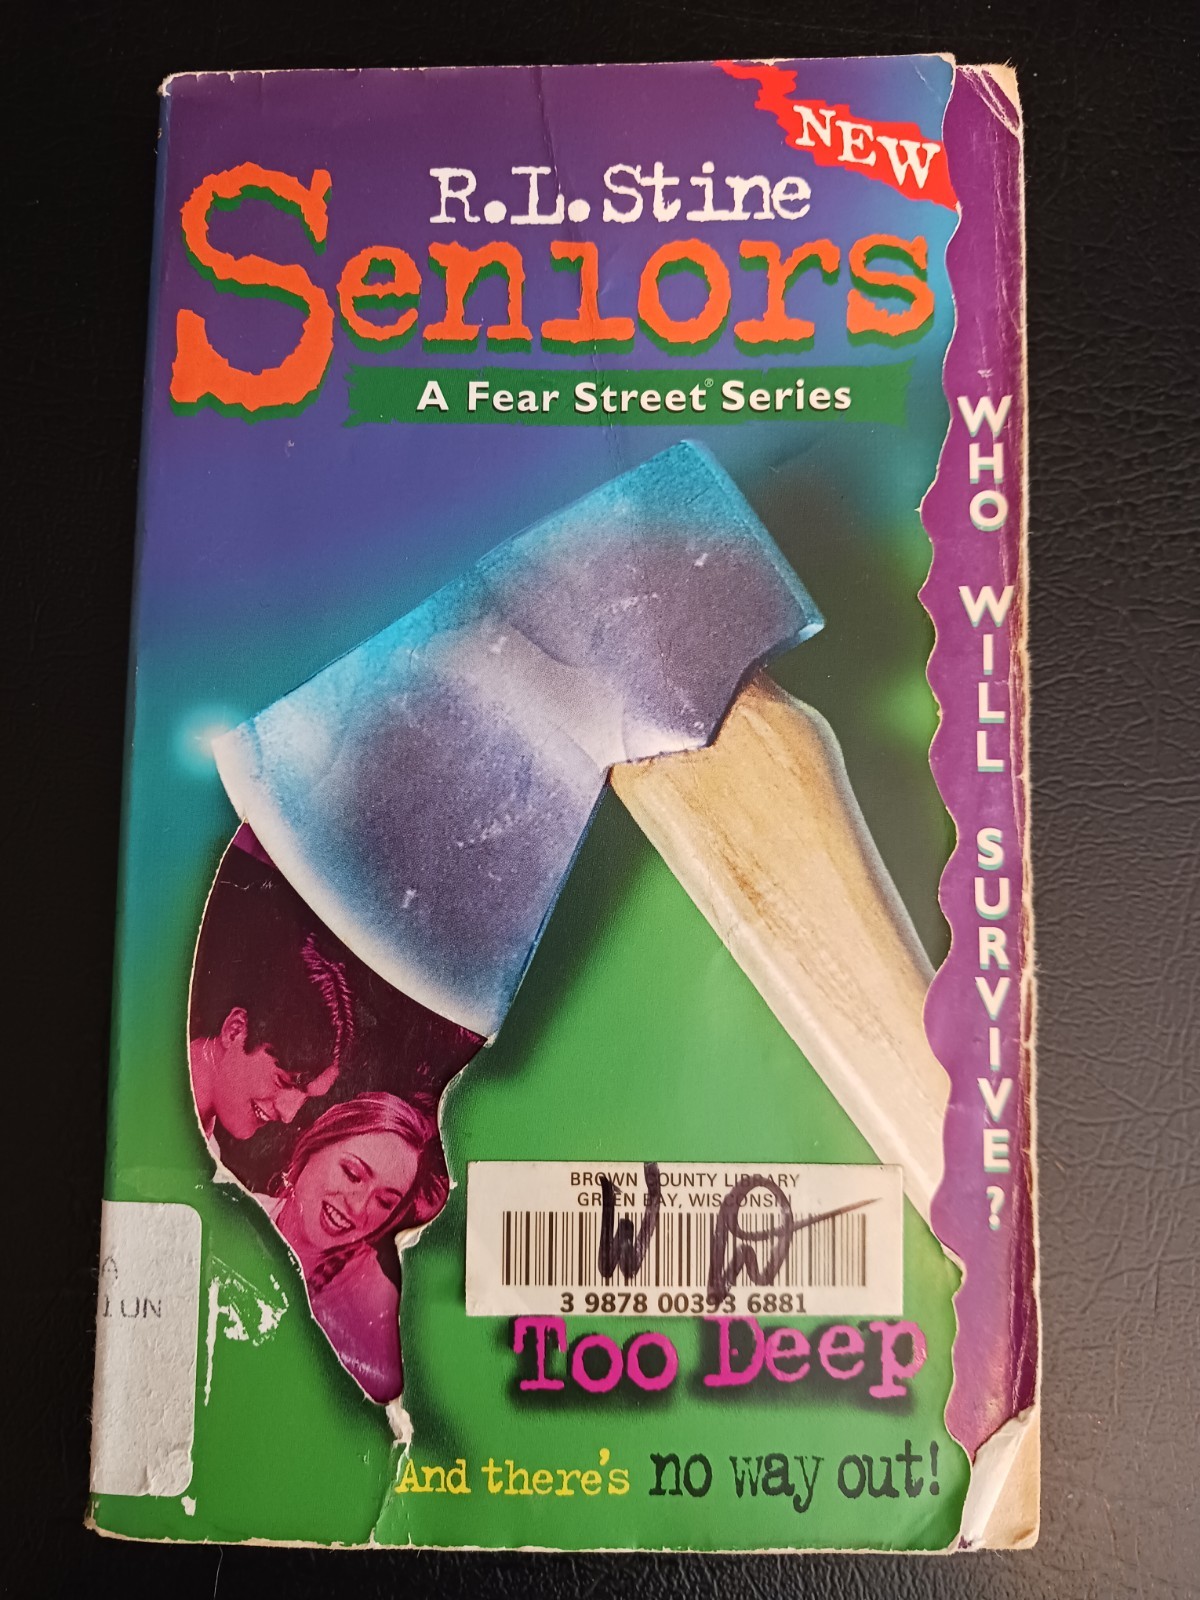 NEW
R.L.Stine
Seniors
A Fear Street® Series
WHO WILL SURVIVE?
BROWN COUNTY LIBRARY
GREEN BAY, WISCONSIN
W
3 9878 00393 6881
Too Deep
And there's no way out!